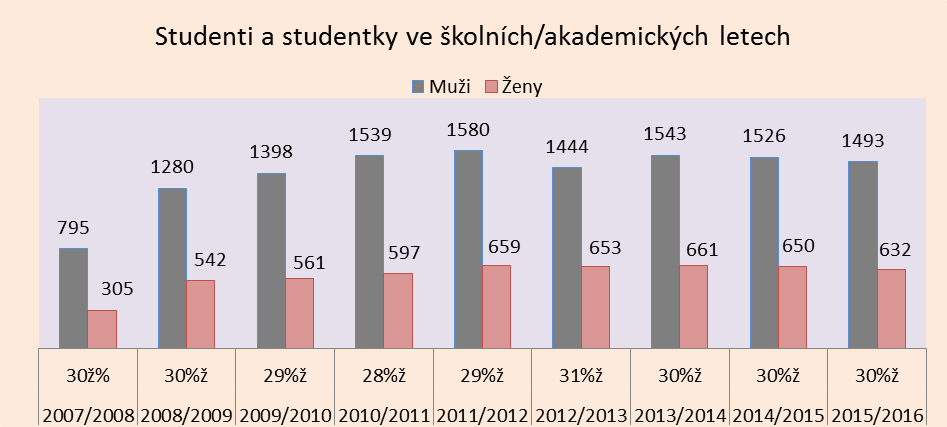 Studenti a studentky ve školních/akademických letech
Muži Ženy
795 1280 1398 1539 1580 1444 1543 1526 1493
305 542 561 597 659 653 661 650 632
30ž% 30%ž 29%ž 28%ž 29%ž 31%ž 30%ž 30%ž 30%ž
2007/2008 2008/2009 2009/2010 2010/2011 2011/2012 2012/2013 2013/2014 2014/2015 2015/2016